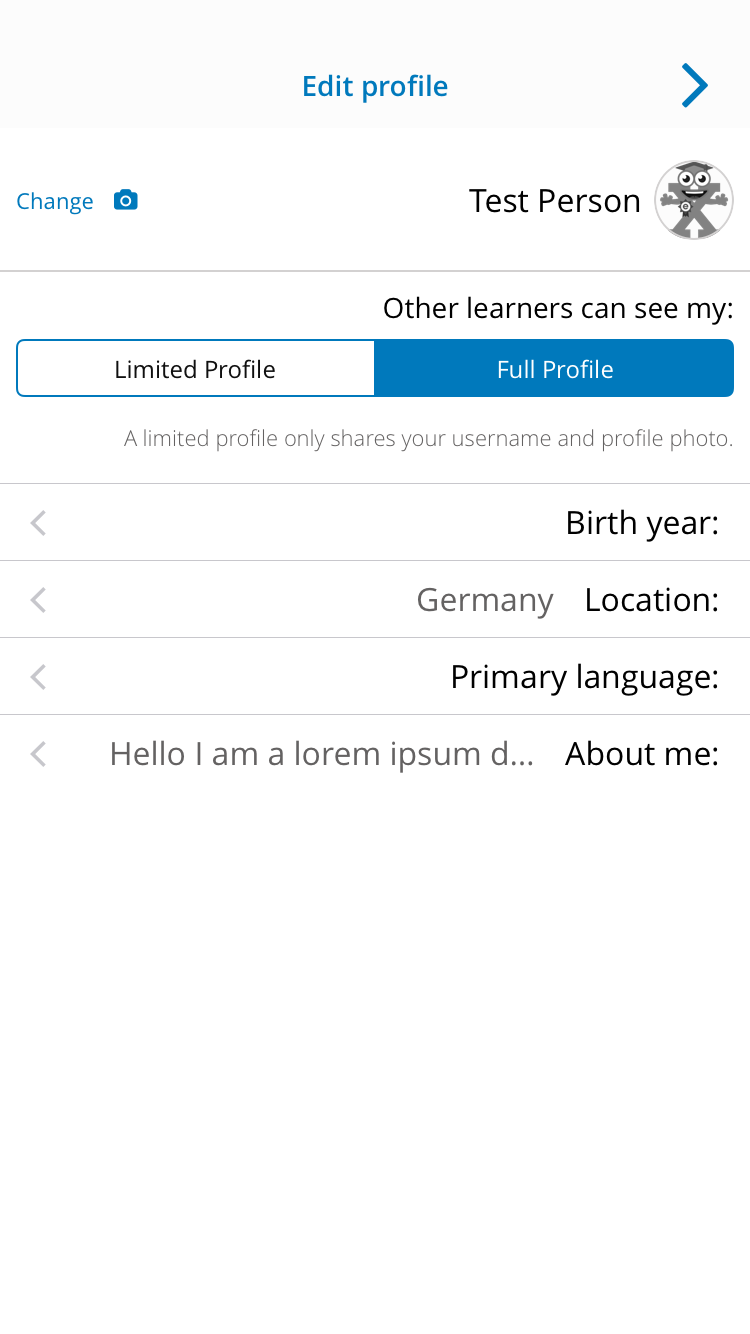 Edit profile
Test Person
Change
Other learners can see my:
Limited Profile
Full Profile
A limited profile only shares your username and profile photo.
Birth year:
Location: Germany
Primary language:
About me: Hello I am a lorem ipsum d...